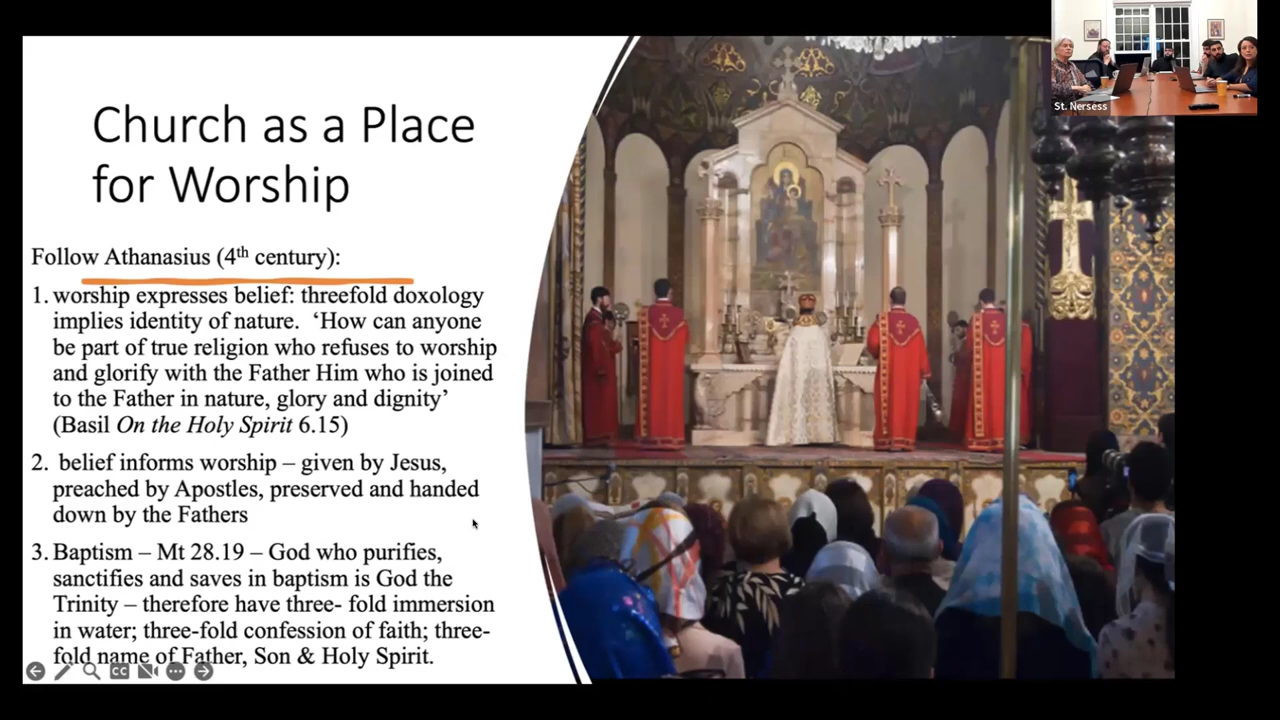 St. Nersess
Church as a Place
for Worship
Follow Athanasius (4th century):
1. worship expresses belief: threefold doxology
implies identity of nature. ‘How can anyone
be part of true religion who refuses to worship
and glorify with the Father Him who is joined
to the Father in nature, glory and dignity’
(Basil On the Holy Spirit 6.15)
2. belief informs worship – given by Jesus,
preached by Apostles, preserved and handed
down by the Fathers
3. Baptism – Mt 28.19 – God who purifies,
sanctifies and saves in baptism is God the
Trinity – therefore have three- fold immersion
in water; three-fold confession of faith; three-
fold name of Father, Son & Holy Spirit.
CC